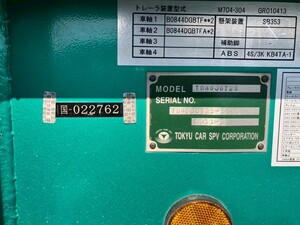 トレーラ装置型式 M704-304 GR010413
車軸1 B0844DGBTF**2 懸架装置 SB353
車軸2 B0844DGBTFA*2
車軸3 補助脚 -
車軸4 ABS 4S/3K KB4TA-1
MODEL
SERIAL NO.
国-022762
TOKYU CAR SPV CORPORATION